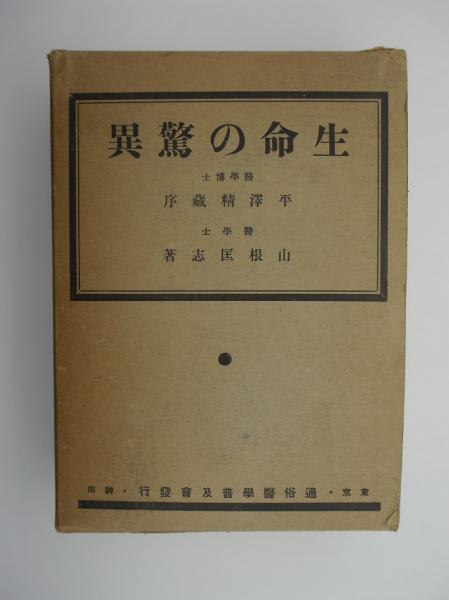 生命の驚異
醫學博士
平澤精藏序
醫學士
山根匡志著
東京・通俗醫學普及會發行・神田